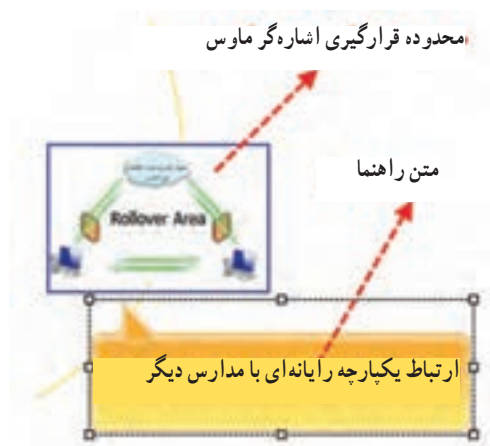 محدوده قرارگیری اشاره‌گر ماوس
متن راهنما
Rollover Area
ارتباط یکپارچه رایانه‌ای با مدارس دیگر